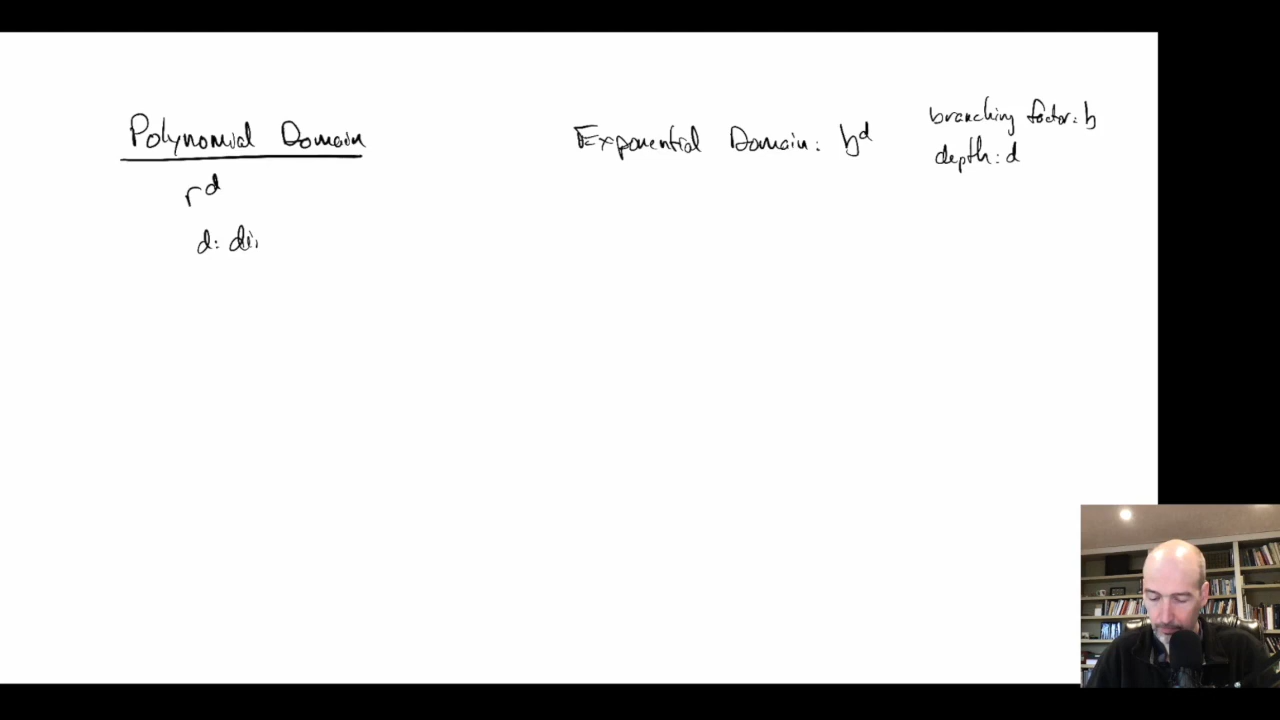 Polynomial Domain
r^d
d: di
Exponential Domain: b^d
branching factor: b
depth: d